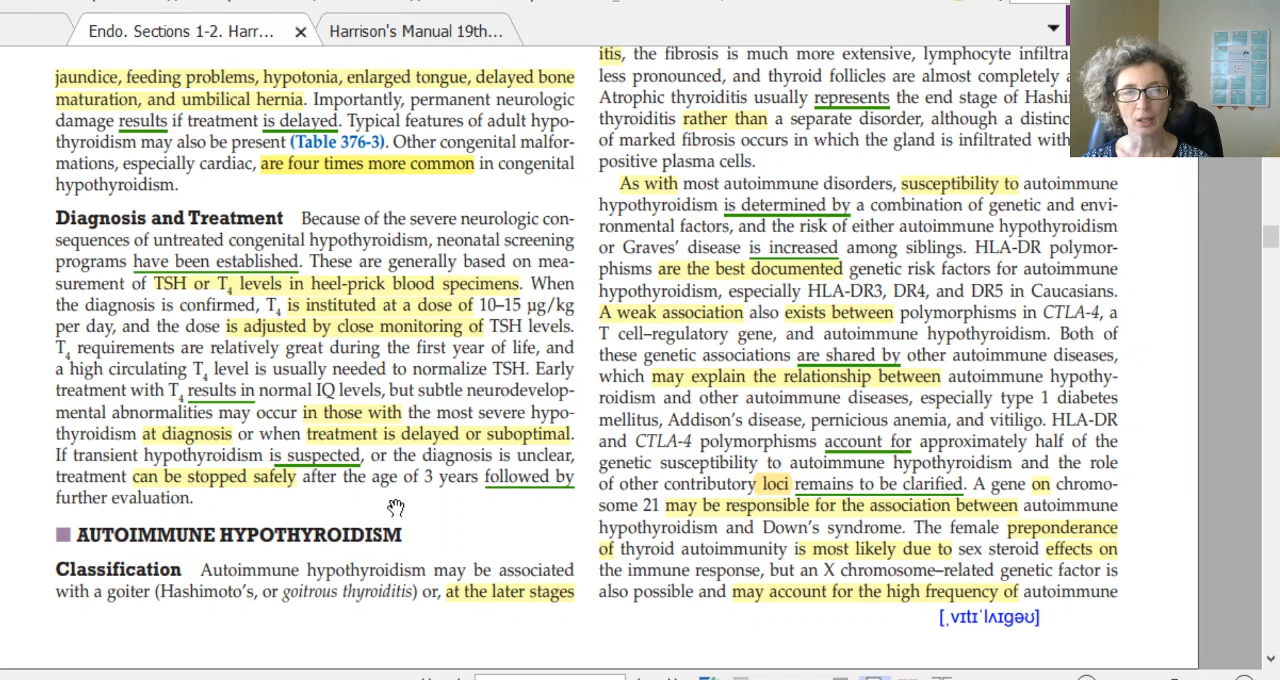 Endo. Sections 1-2. Harr...
Harrison's Manual 19th...
jaundice, feeding problems, hypotonia, enlarged tongue, delayed bone
maturation, and umbilical hernia. Importantly, permanent neurologic
damage results if treatment is delayed. Typical features of adult hypo-
thyroidism may also be present (Table 376-3). Other congenital malfor-
mations, especially cardiac, are four times more common in congenital
hypothyroidism.
Diagnosis and Treatment Because of the severe neurologic con-
sequences of untreated congenital hypothyroidism, neonatal screening
programs have been established. These are generally based on mea-
surement of TSH or T4 levels in heel-prick blood specimens. When
the diagnosis is confirmed, T4 is instituted at a dose of 10–15 μg/kg
per day, and the dose is adjusted by close monitoring of TSH levels.
T4 requirements are relatively great during the first year of life, and
a high circulating T4 level is usually needed to normalize TSH. Early
treatment with T4 results in normal IQ levels, but subtle neurodevelop-
mental abnormalities may occur in those with the most severe hypo-
thyroidism at diagnosis or when treatment is delayed or suboptimal.
If transient hypothyroidism is suspected, or the diagnosis is unclear,
treatment can be stopped safely after the age of 3 years followed by
further evaluation.
AUTOIMMUNE HYPOTHYROIDISM
Classification Autoimmune hypothyroidism may be associated
with a goiter (Hashimoto's, or goitrous thyroiditis) or, at the later stages
itis, the fibrosis is much more extensive, lymphocyte infiltra
less pronounced, and thyroid follicles are almost completely
Atrophic thyroiditis usually represents the end stage of Hashi
thyroiditis rather than a separate disorder, although a distinc
of marked fibrosis occurs in which the gland is infiltrated with
positive plasma cells.
As with most autoimmune disorders, susceptibility to autoimmune
hypothyroidism is determined by a combination of genetic and envi-
ronmental factors, and the risk of either autoimmune hypothyroidism
or Graves' disease is increased among siblings. HLA-DR polymor-
phisms are the best documented genetic risk factors for autoimmune
hypothyroidism, especially HLA-DR3, DR4, and DR5 in Caucasians.
A weak association also exists between polymorphisms in CTLA-4, a
T cell–regulatory gene, and autoimmune hypothyroidism. Both of
these genetic associations are shared by other autoimmune diseases,
which may explain the relationship between autoimmune hypothy-
roidism and other autoimmune diseases, especially type 1 diabetes
mellitus, Addison's disease, pernicious anemia, and vitiligo. HLA-DR
and CTLA-4 polymorphisms account for approximately half of the
genetic susceptibility to autoimmune hypothyroidism and the role
of other contributory loci remains to be clarified. A gene on chromo-
some 21 may be responsible for the association between autoimmune
hypothyroidism and Down's syndrome. The female preponderance
of thyroid autoimmunity is most likely due to sex steroid effects on
the immune response, but an X chromosome–related genetic factor is
also possible and may account for the high frequency of autoimmune
[ˌvɪtɪˈlʌɪɡəʊ]